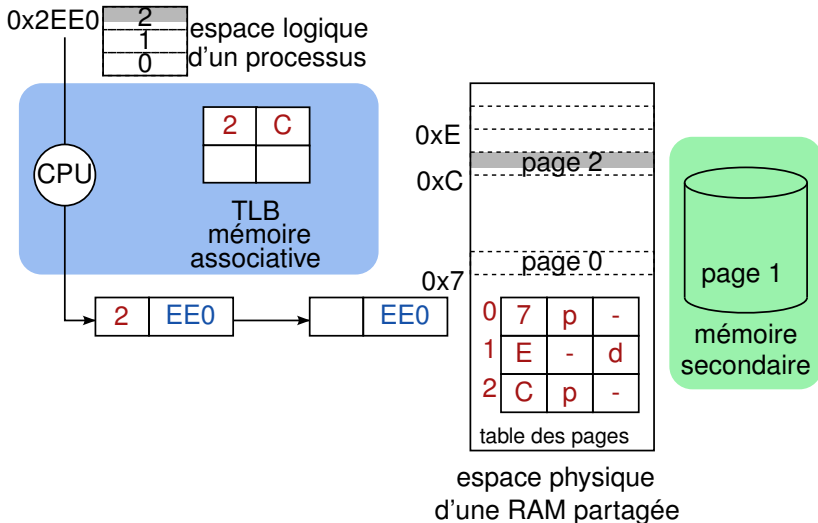 0x2EE0
2
1
0
espace logique
d'un processus
2 C
CPU
TLB
mémoire
associative
0xE
page 2
0xC
page 0
0x7
2 EE0
EE0
0 7 p -
1 E - d
2 C p -
table des pages
page 1
mémoire
secondaire
espace physique
d'une RAM partagée